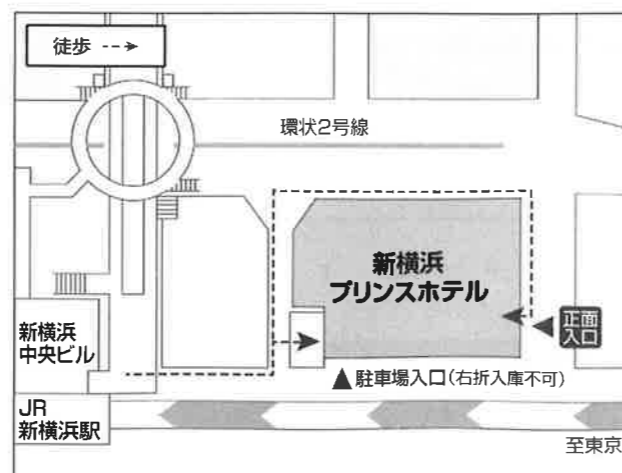 徒歩
環状2号線
新横浜
プリンスホテル
正面
入口
新横浜
中央ビル
▲駐車場入口(右折入庫不可)
JR
新横浜駅
至東京